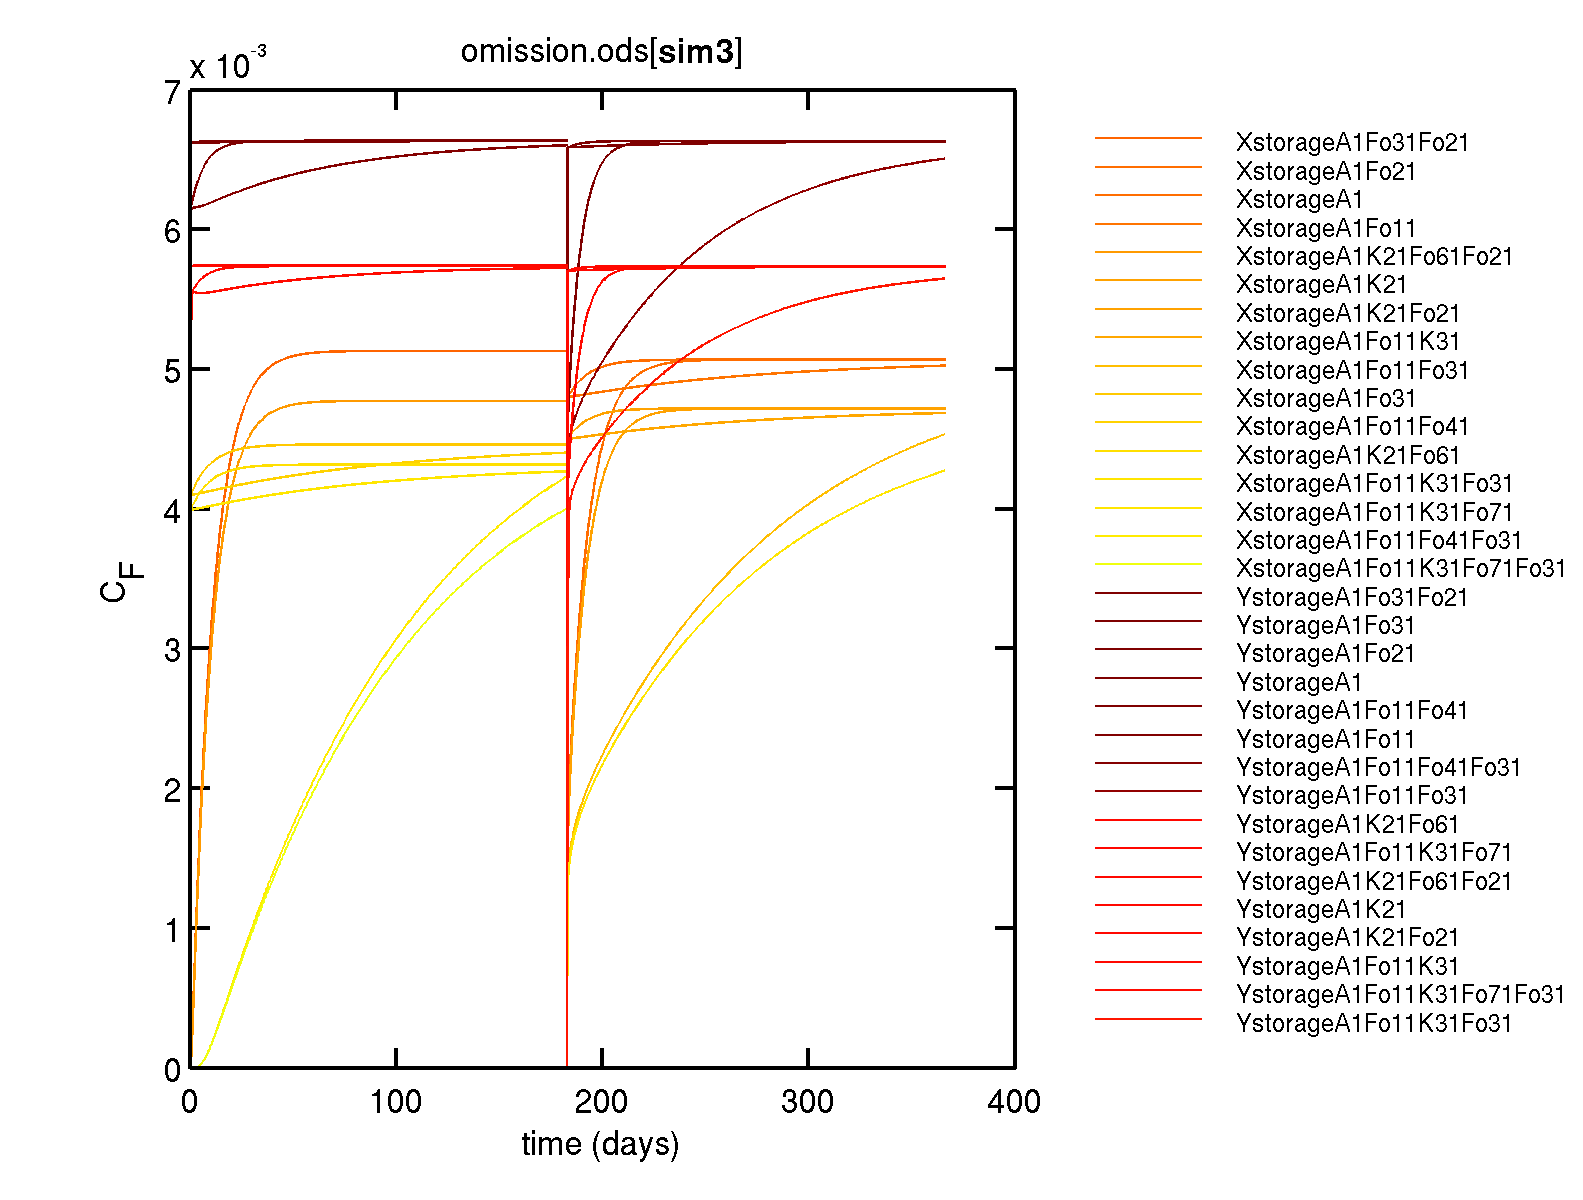 omission.ods[sim3]
x 10-3
7
6
5
4
3
2
1
0
CF
0 100 200 300 400
time (days)
XstorageA1Fo31Fo21
XstorageA1Fo21
XstorageA1
XstorageA1Fo11
XstorageA1K21Fo61Fo21
XstorageA1K21
XstorageA1K21Fo21
XstorageA1Fo11K31
XstorageA1Fo11Fo31
XstorageA1Fo31
XstorageA1Fo11Fo41
XstorageA1K21Fo61
XstorageA1Fo11K31Fo31
XstorageA1Fo11K31Fo71
XstorageA1Fo11Fo41Fo31
XstorageA1Fo11K31Fo71Fo31
YstorageA1Fo31Fo21
YstorageA1Fo31
YstorageA1Fo21
YstorageA1
YstorageA1Fo11Fo41
YstorageA1Fo11
YstorageA1Fo11Fo41Fo31
YstorageA1Fo11Fo31
YstorageA1K21Fo61
YstorageA1Fo11K31Fo71
YstorageA1K21Fo61Fo21
YstorageA1K21
YstorageA1K21Fo21
YstorageA1Fo11K31
YstorageA1Fo11K31Fo71Fo31
YstorageA1Fo11K31Fo31